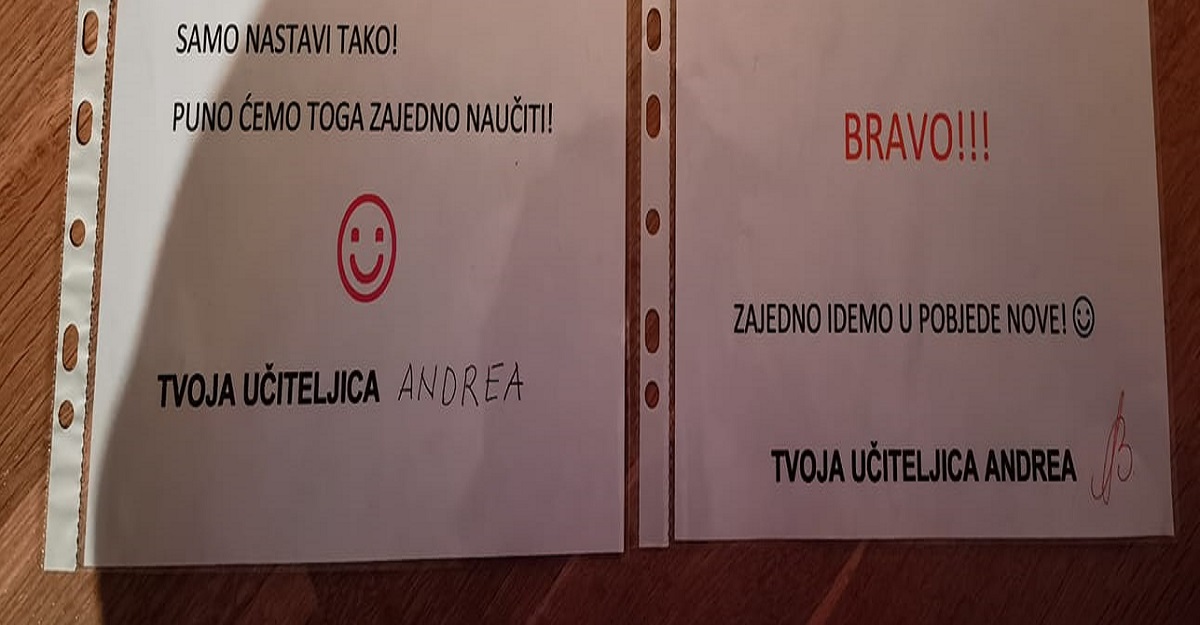 SAMO NASTAVI TAKO!
PUNO ĆEMO TOGA ZAJEDNO NAUČITI!
TVOJA UČITELJICA ANDREA
BRAVO!!!
ZAJEDNO IDEMO U POBJEDE NOVE!
TVOJA UČITELJICA ANDREA